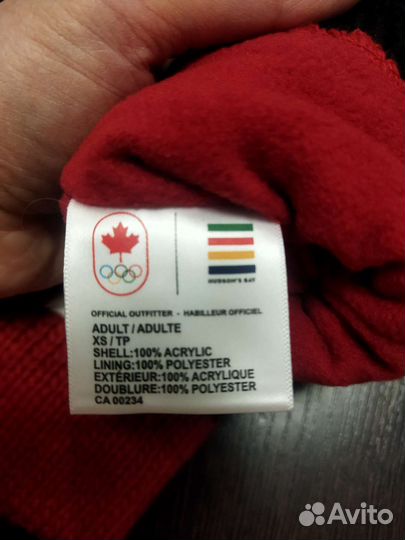 HUDSON'S BAY
OFFICIAL OUTFITTER - HABILLEUR OFFICIEL
ADULT / ADULTE
XS / TP
SHELL:100% ACRYLIC
LINING:100% POLYESTER
EXTÉRIEUR:100% ACRYLIQUE
DOUBLURE:100% POLYESTER
CA 00234
Avito